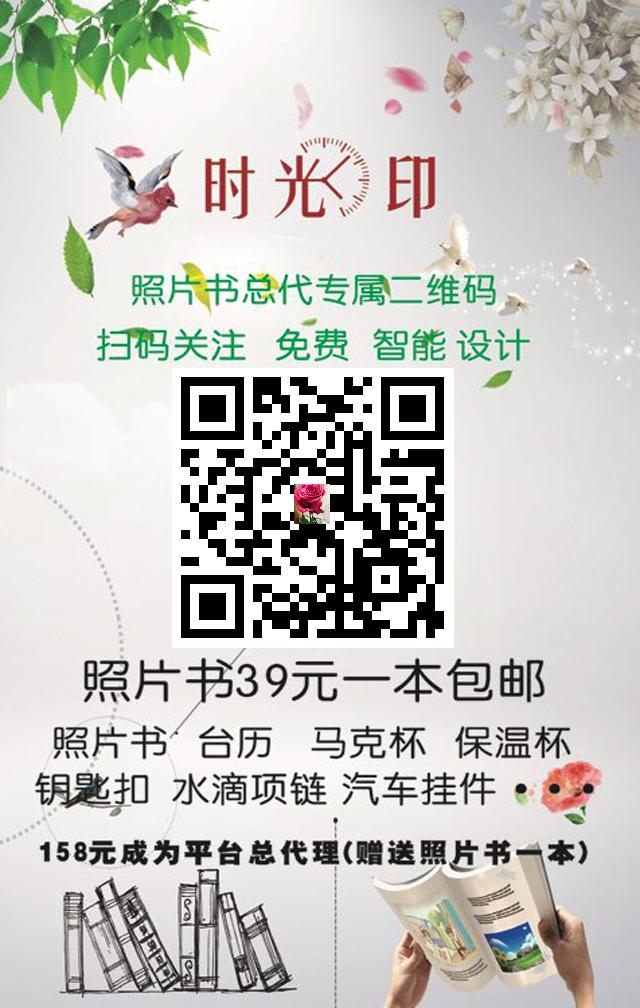 时光印
照片书总代专属二维码
扫码关注 免费 智能 设计
照片书39元一本包邮
照片书 台历 马克杯 保温杯
钥匙扣 水滴项链 汽车挂件
158元成为平台总代理(赠送照片书一本)